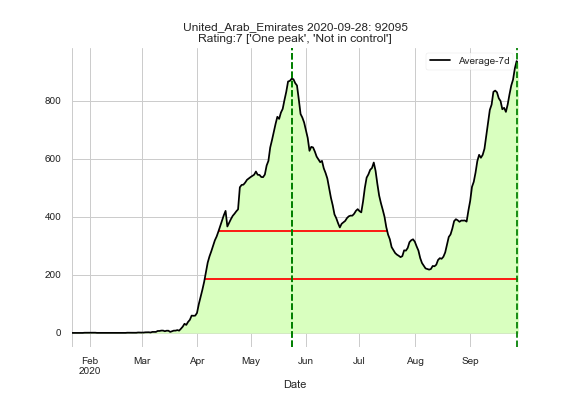 United_Arab_Emirates 2020-09-28: 92095
Rating:7 ['One peak', 'Not in control']
Average-7d
800
600
400
200
0
Feb
2020
Mar
Apr
May
Jun
Jul
Aug
Sep
Date